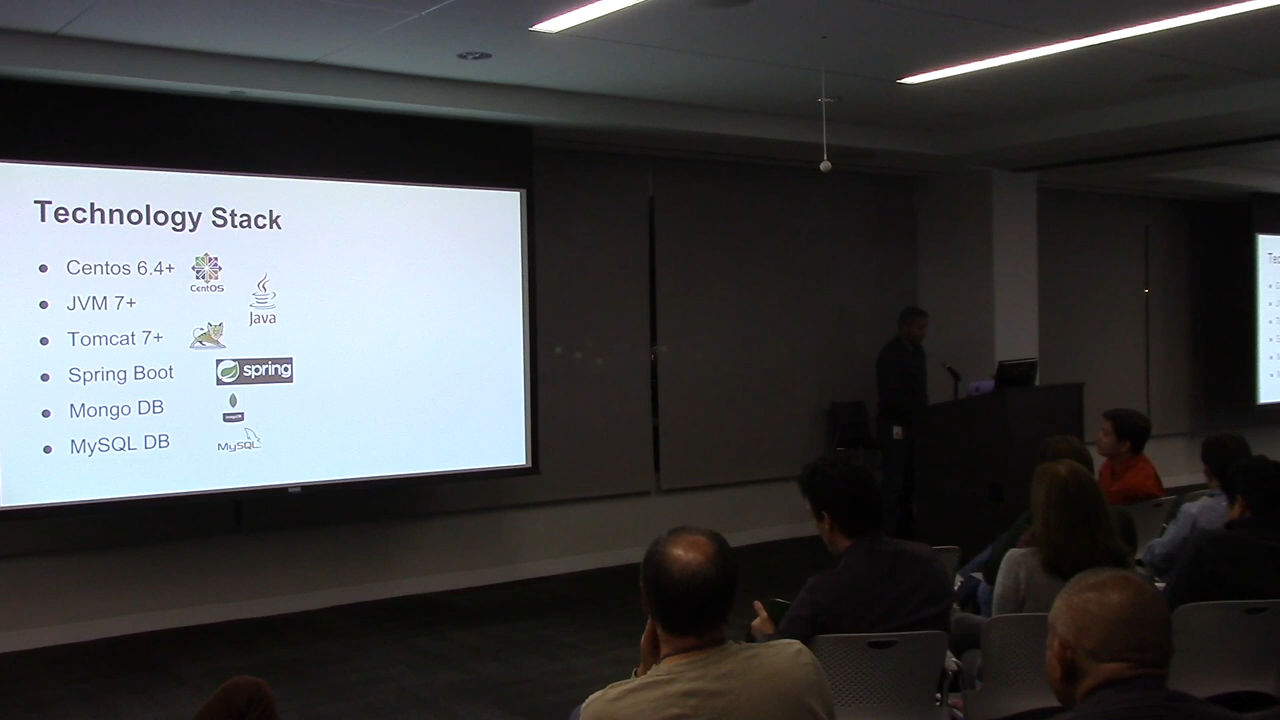 Technology Stack
Centos 6.4+
CentOS
JVM 7+
Java
Tomcat 7+
Spring Boot
spring
Mongo DB
MySQL DB
MySQL